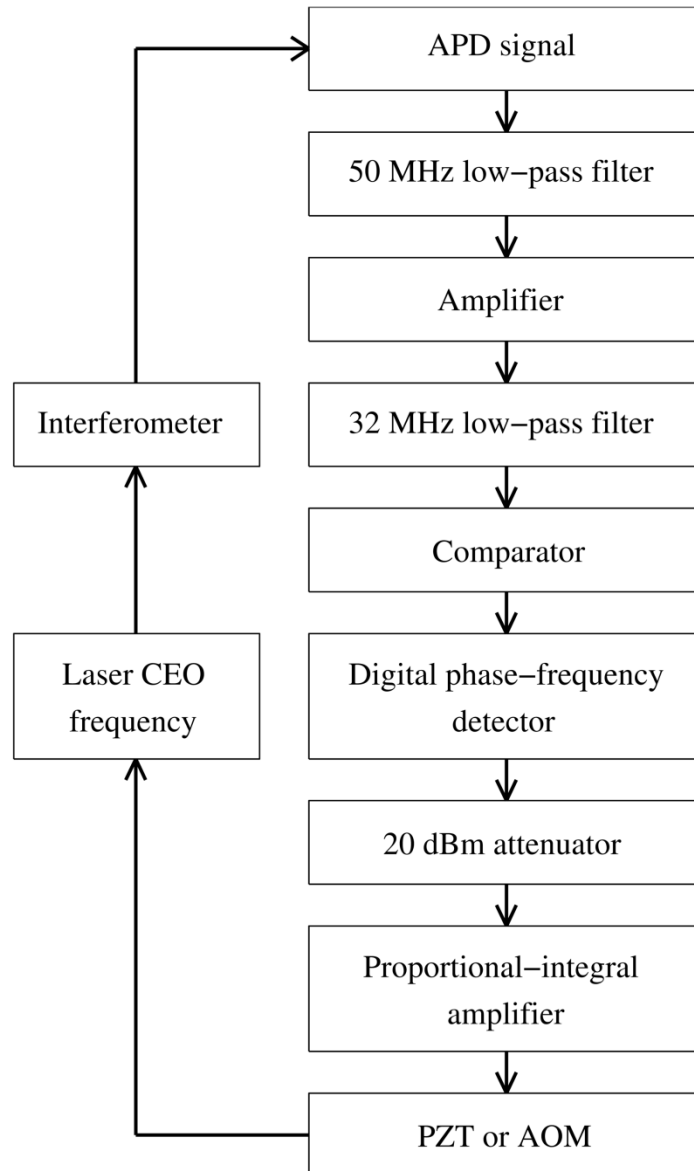 APD signal
50 MHz low−pass filter
Amplifier
Interferometer
32 MHz low−pass filter
Comparator
Laser CEO
frequency
Digital phase−frequency
detector
20 dBm attenuator
Proportional−integral
amplifier
PZT or AOM